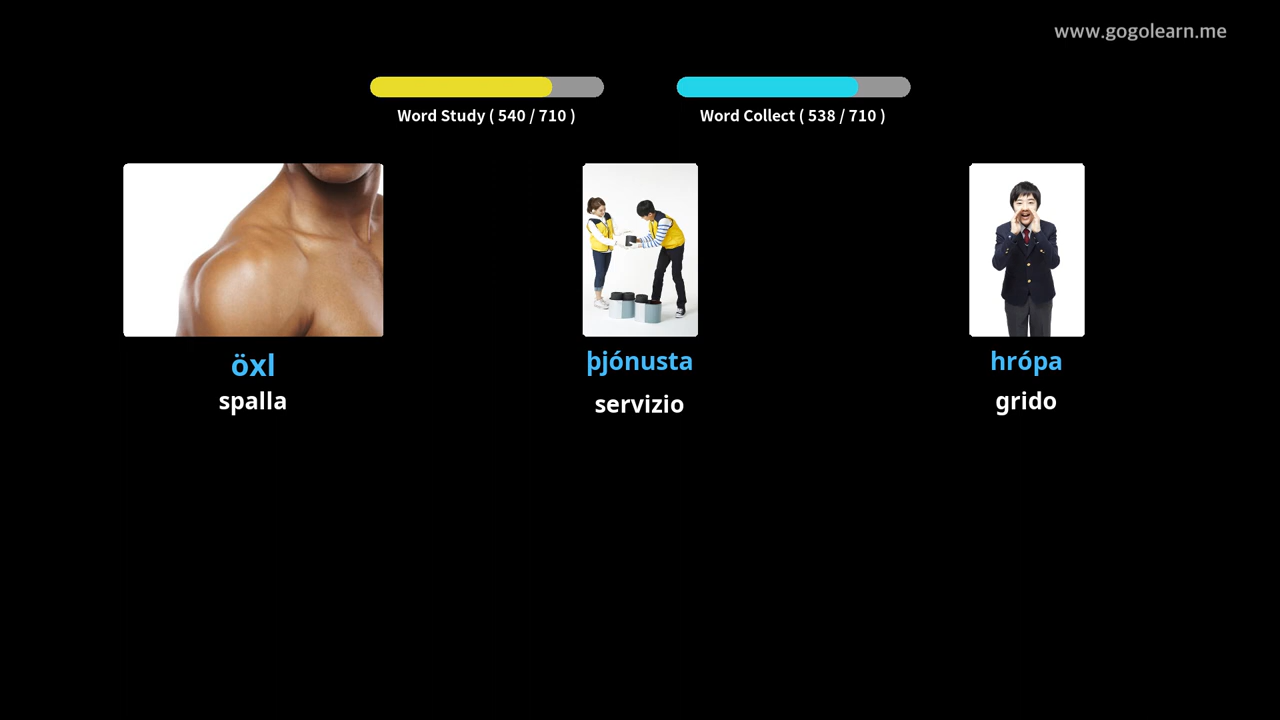 www.gogolearn.me
Word Study ( 540 / 710 )
Word Collect ( 538 / 710 )
öxl
spalla
þjónusta
servizio
hrópa
grido